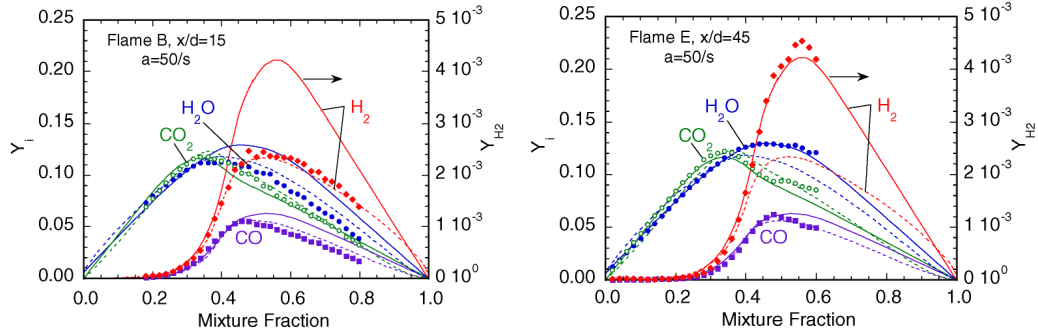 Flame B, x/d=15
a=50/s
H2O
CO2
H2
CO
Yi
YH2
0.25
0.20
0.15
0.10
0.05
0.00
5 10-3
4 10-3
3 10-3
2 10-3
1 10-3
0 100
0.0 0.2 0.4 0.6 0.8 1.0
Mixture Fraction
Flame E, x/d=45
a=50/s
H2O
CO2
H2
CO
Yi
YH2
0.25
0.20
0.15
0.10
0.05
0.00
5 10-3
4 10-3
3 10-3
2 10-3
1 10-3
0 100
0.0 0.2 0.4 0.6 0.8 1.0
Mixture Fraction